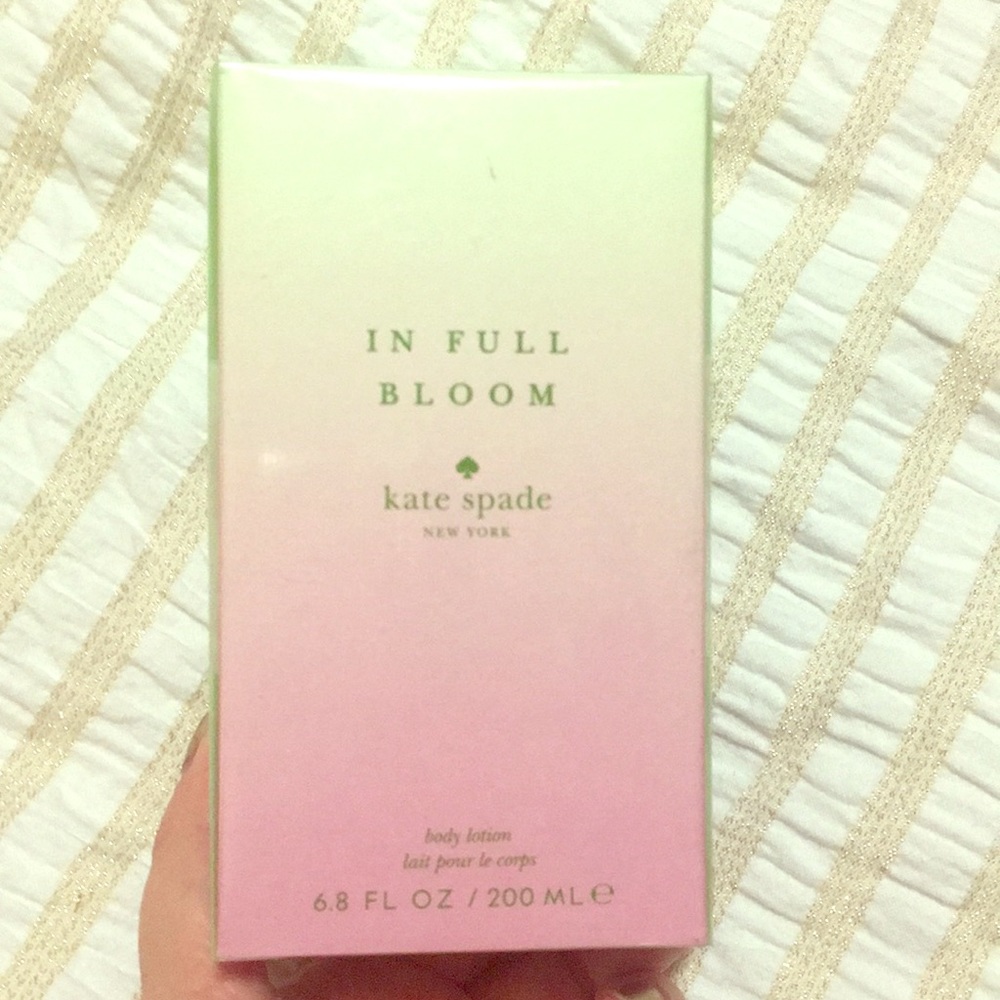 IN FULL
BLOOM
kate spade
NEW YORK
body lotion
lait pour le corps
6.8 FL OZ / 200 ML ℮